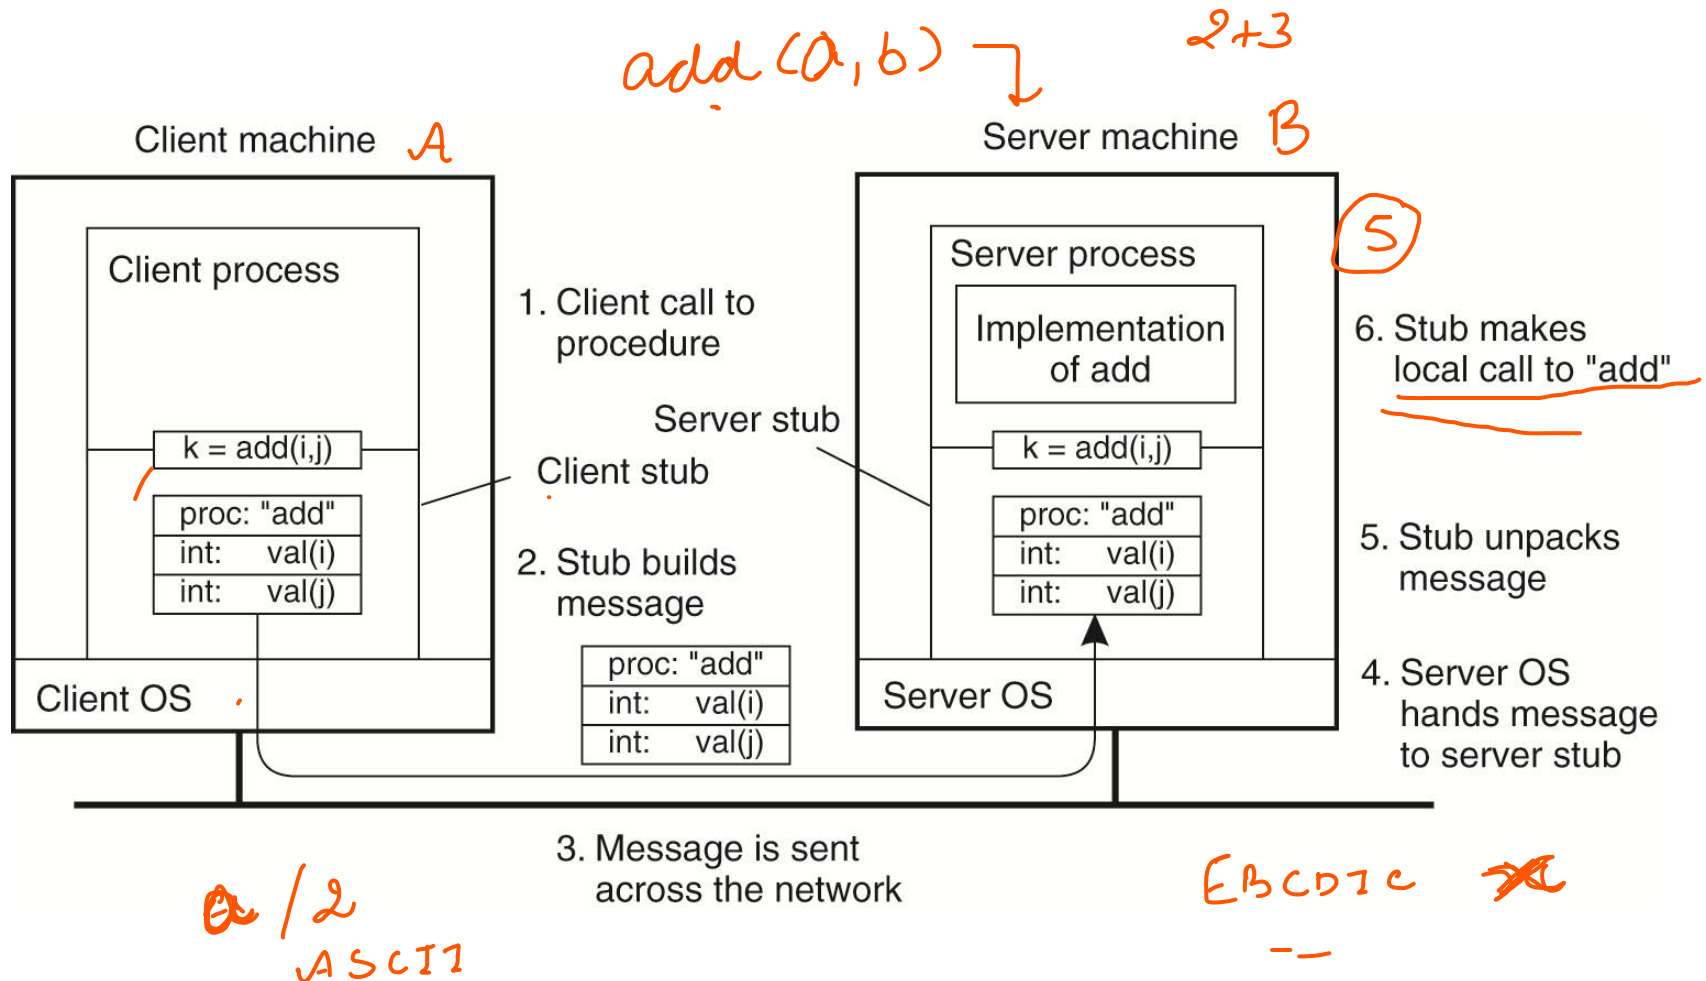 add (a, b)
2+3
Client machine A
Server machine B
Client process
1. Client call to
procedure
k = add(i,j)
Client stub
proc: "add"
int: val(i)
int: val(j)
2. Stub builds
message
proc: "add"
int: val(i)
int: val(j)
Client OS
3. Message is sent
across the network
Server process
Implementation
of add
Server stub
k = add(i,j)
proc: "add"
int: val(i)
int: val(j)
Server OS
5
6. Stub makes
local call to "add"
5. Stub unpacks
message
4. Server OS
hands message
to server stub
/ 2
ASCII
EBCDIC